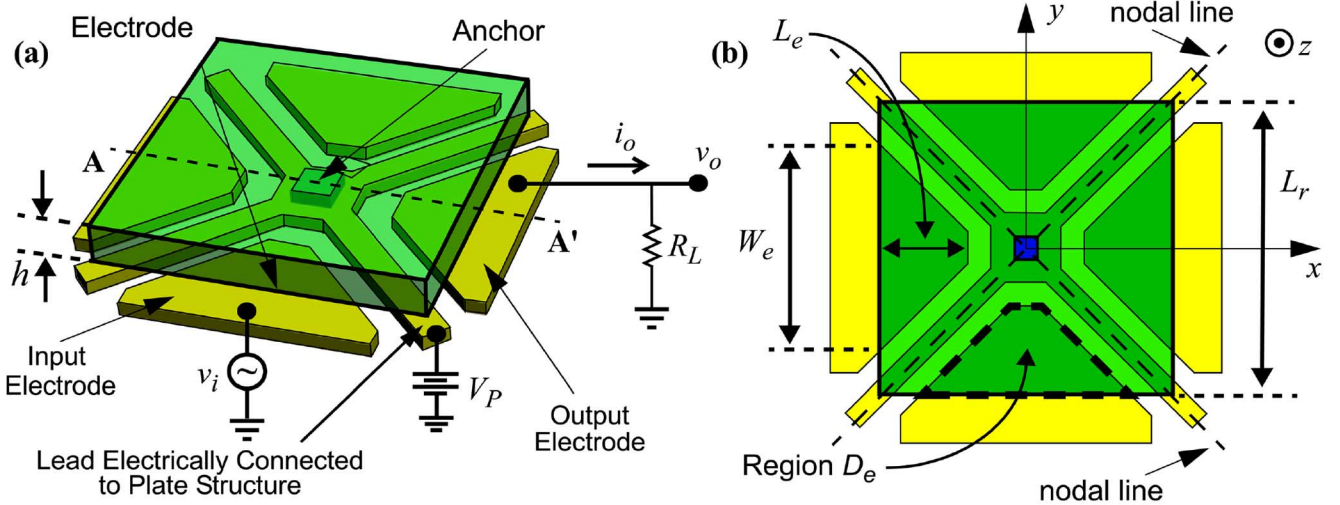 (a)
Electrode
Anchor
A
A'
h
i_o
v_o
R_L
Input
Electrode
v_i
~
V_P
Output
Electrode
Lead Electrically Connected
to Plate Structure
(b)
y
nodal line
L_e
z
W_e
L_r
x
Region D_e
nodal line